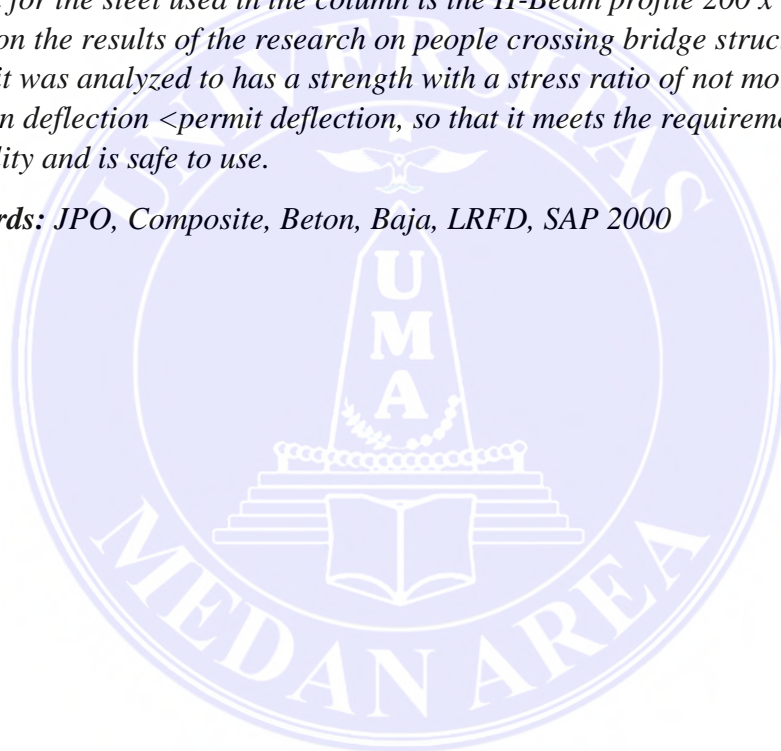 for the steel used in the column is the H-Beam profile 200 x
on the results of the research on people crossing bridge struc
it was analyzed to has a strength with a stress ratio of not mo
n deflection <permit deflection, so that it meets the requireme
lity and is safe to use.
rds: JPO, Composite, Beton, Baja, LRFD, SAP 2000
UNIVERSITAS
UMA
MEDAN AREA